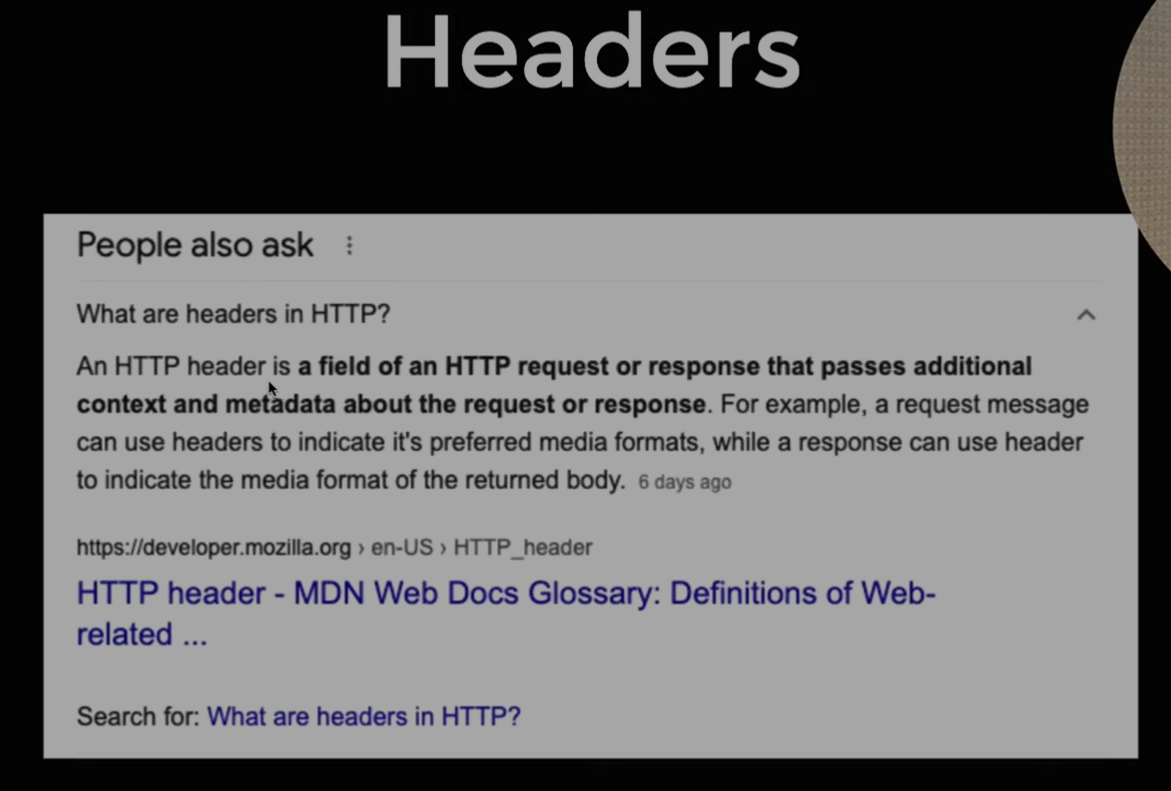 Headers
People also ask
What are headers in HTTP?
An HTTP header is a field of an HTTP request or response that passes additional
context and metadata about the request or response. For example, a request message
can use headers to indicate it's preferred media formats, while a response can use header
to indicate the media format of the returned body. 6 days ago
https://developer.mozilla.org › en-US › HTTP_header
HTTP header - MDN Web Docs Glossary: Definitions of Web-
related ...
Search for: What are headers in HTTP?